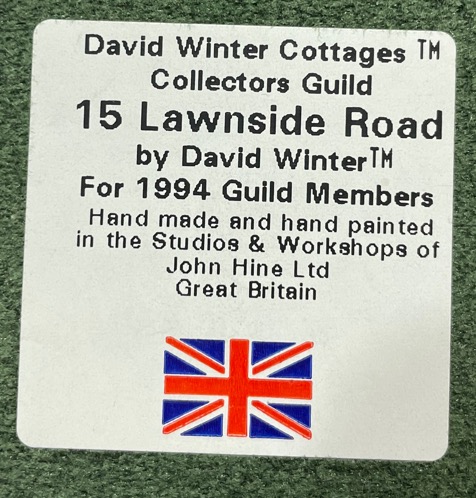 David Winter Cottages ™
Collectors Guild
15 Lawnside Road
by David Winter™
For 1994 Guild Members
Hand made and hand painted
in the Studios & Workshops of
John Hine Ltd
Great Britain